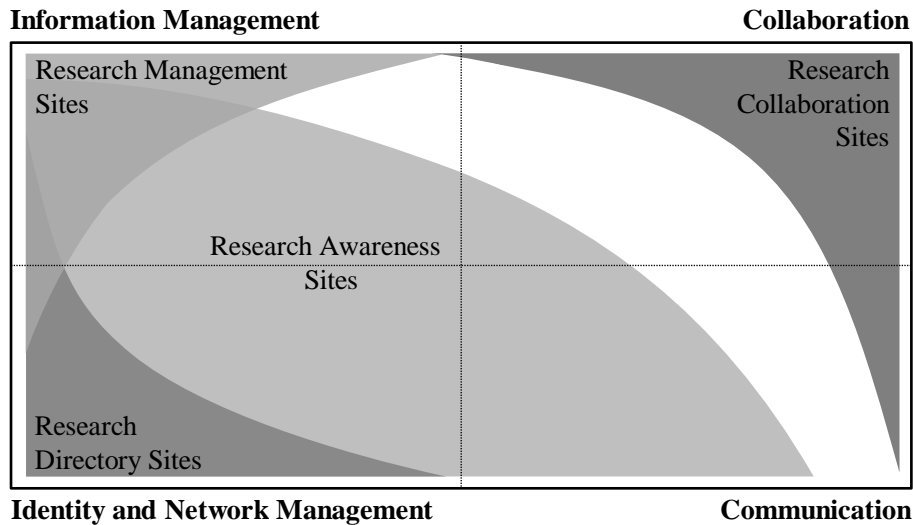 Information Management
Collaboration
Research Management
Sites
Research
Collaboration
Sites
Research Awareness
Sites
Research
Directory Sites
Identity and Network Management
Communication